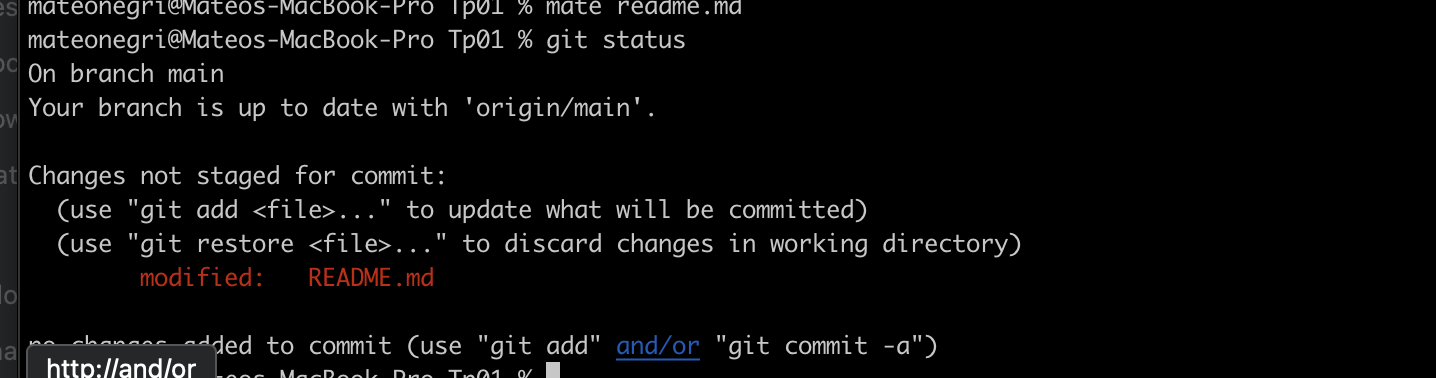 mateonegri@Mateos-MacBook-Pro Tp01 % mate readme.md
mateonegri@Mateos-MacBook-Pro Tp01 % git status
On branch main
Your branch is up to date with 'origin/main'.
Changes not staged for commit:
(use "git add <file>..." to update what will be committed)
(use "git restore <file>..." to discard changes in working directory)
modified: README.md
no changes added to commit (use "git add" and/or "git commit -a")
http://and/or
MacBook-Pro Tp01 %